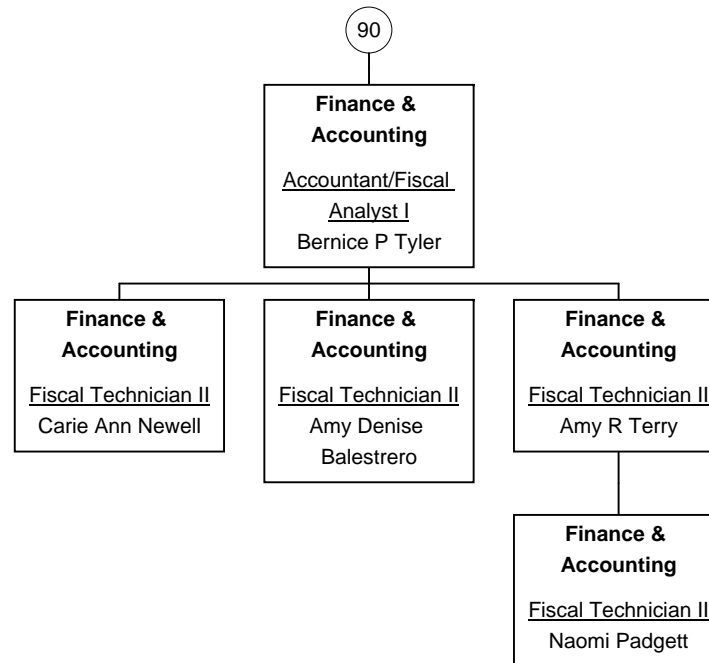 90
Finance &
Accounting
Accountant/Fiscal
Analyst I
Bernice P Tyler
Finance &
Accounting
Fiscal Technician II
Carie Ann Newell
Finance &
Accounting
Fiscal Technician II
Amy Denise
Balestrero
Finance &
Accounting
Fiscal Technician II
Amy R Terry
Finance &
Accounting
Fiscal Technician II
Naomi Padgett